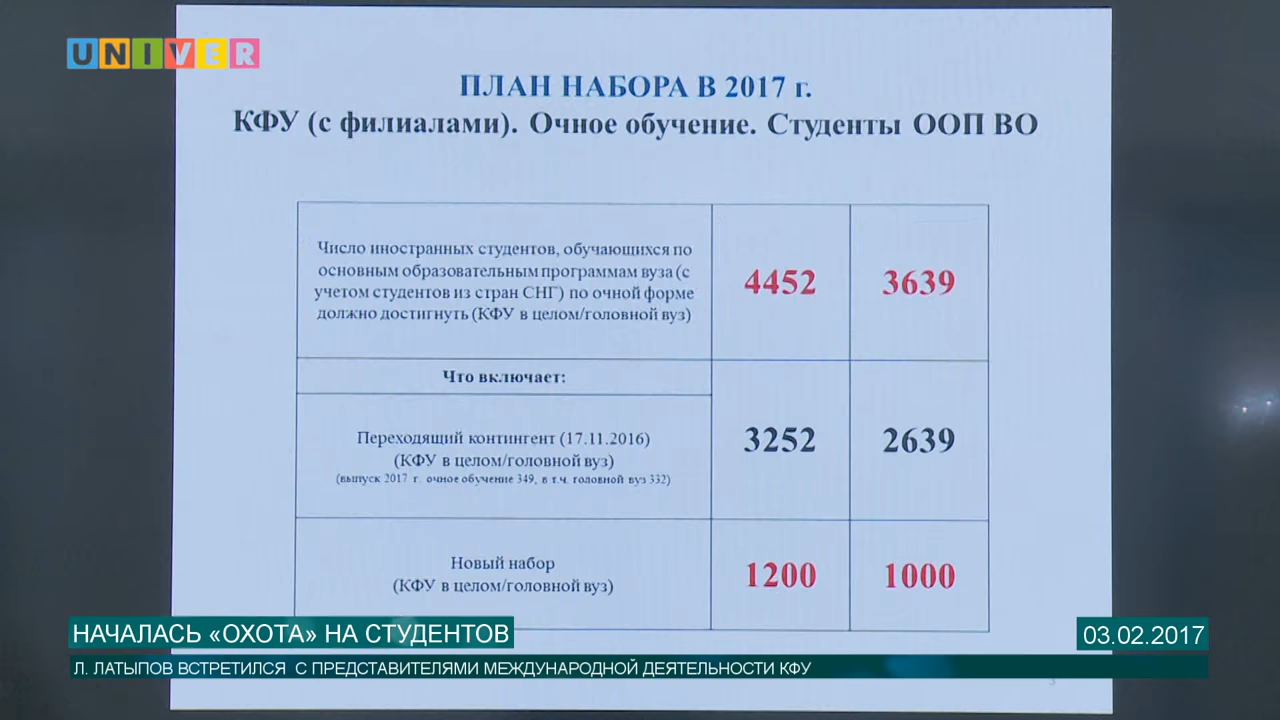 UNIVER
ПЛАН НАБОРА В 2017 г.
КФУ (с филиалами). Очное обучение. Студенты ООП ВО
Число иностранных студентов, обучающихся по
основным образовательным программам вуза (с
учетом студентов из стран СНГ) по очной форме
должно достигнуть (КФУ в целом/головной вуз)
4452
3639
Что включает:
Переходящий контингент (17.11.2016)
(КФУ в целом/головной вуз)
(выпуск 2017 г. очное обучение 349, в т.ч. головной вуз 332)
3252
2639
Новый набор
(КФУ в целом/головной вуз)
1200
1000
НАЧАЛАСЬ «ОХОТА» НА СТУДЕНТОВ
03.02.2017
Л. ЛАТЫПОВ ВСТРЕТИЛСЯ С ПРЕДСТАВИТЕЛЯМИ МЕЖДУНАРОДНОЙ ДЕЯТЕЛЬНОСТИ КФУ
3